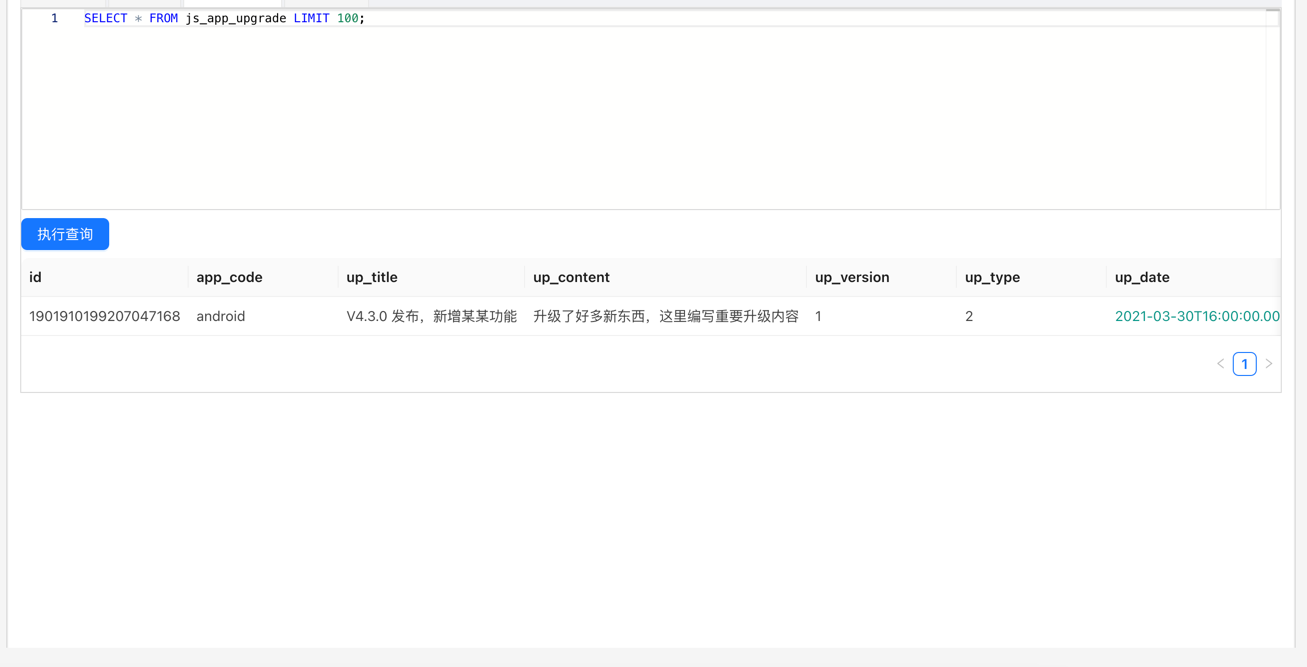 1 SELECT * FROM js_app_upgrade LIMIT 100;
执行查询
id app_code up_title up_content up_version up_type up_date
1901910199207047168 android V4.3.0 发布，新增某某功能 升级了好多新东西，这里编写重要升级内容 1 2 2021-03-30T16:00:00.00
< 1 >